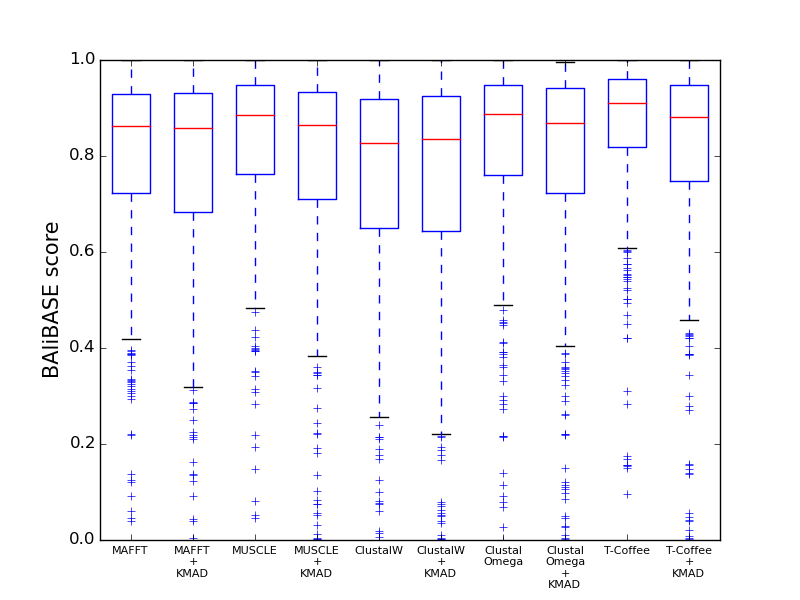 1.0
0.8
0.6
0.4
0.2
0.0
BAliBASE score
MAFFT
MAFFT
+
KMAD
MUSCLE
MUSCLE
+
KMAD
ClustalW
ClustalW
+
KMAD
Clustal
Omega
Clustal
Omega
+
KMAD
T-Coffee
T-Coffee
+
KMAD